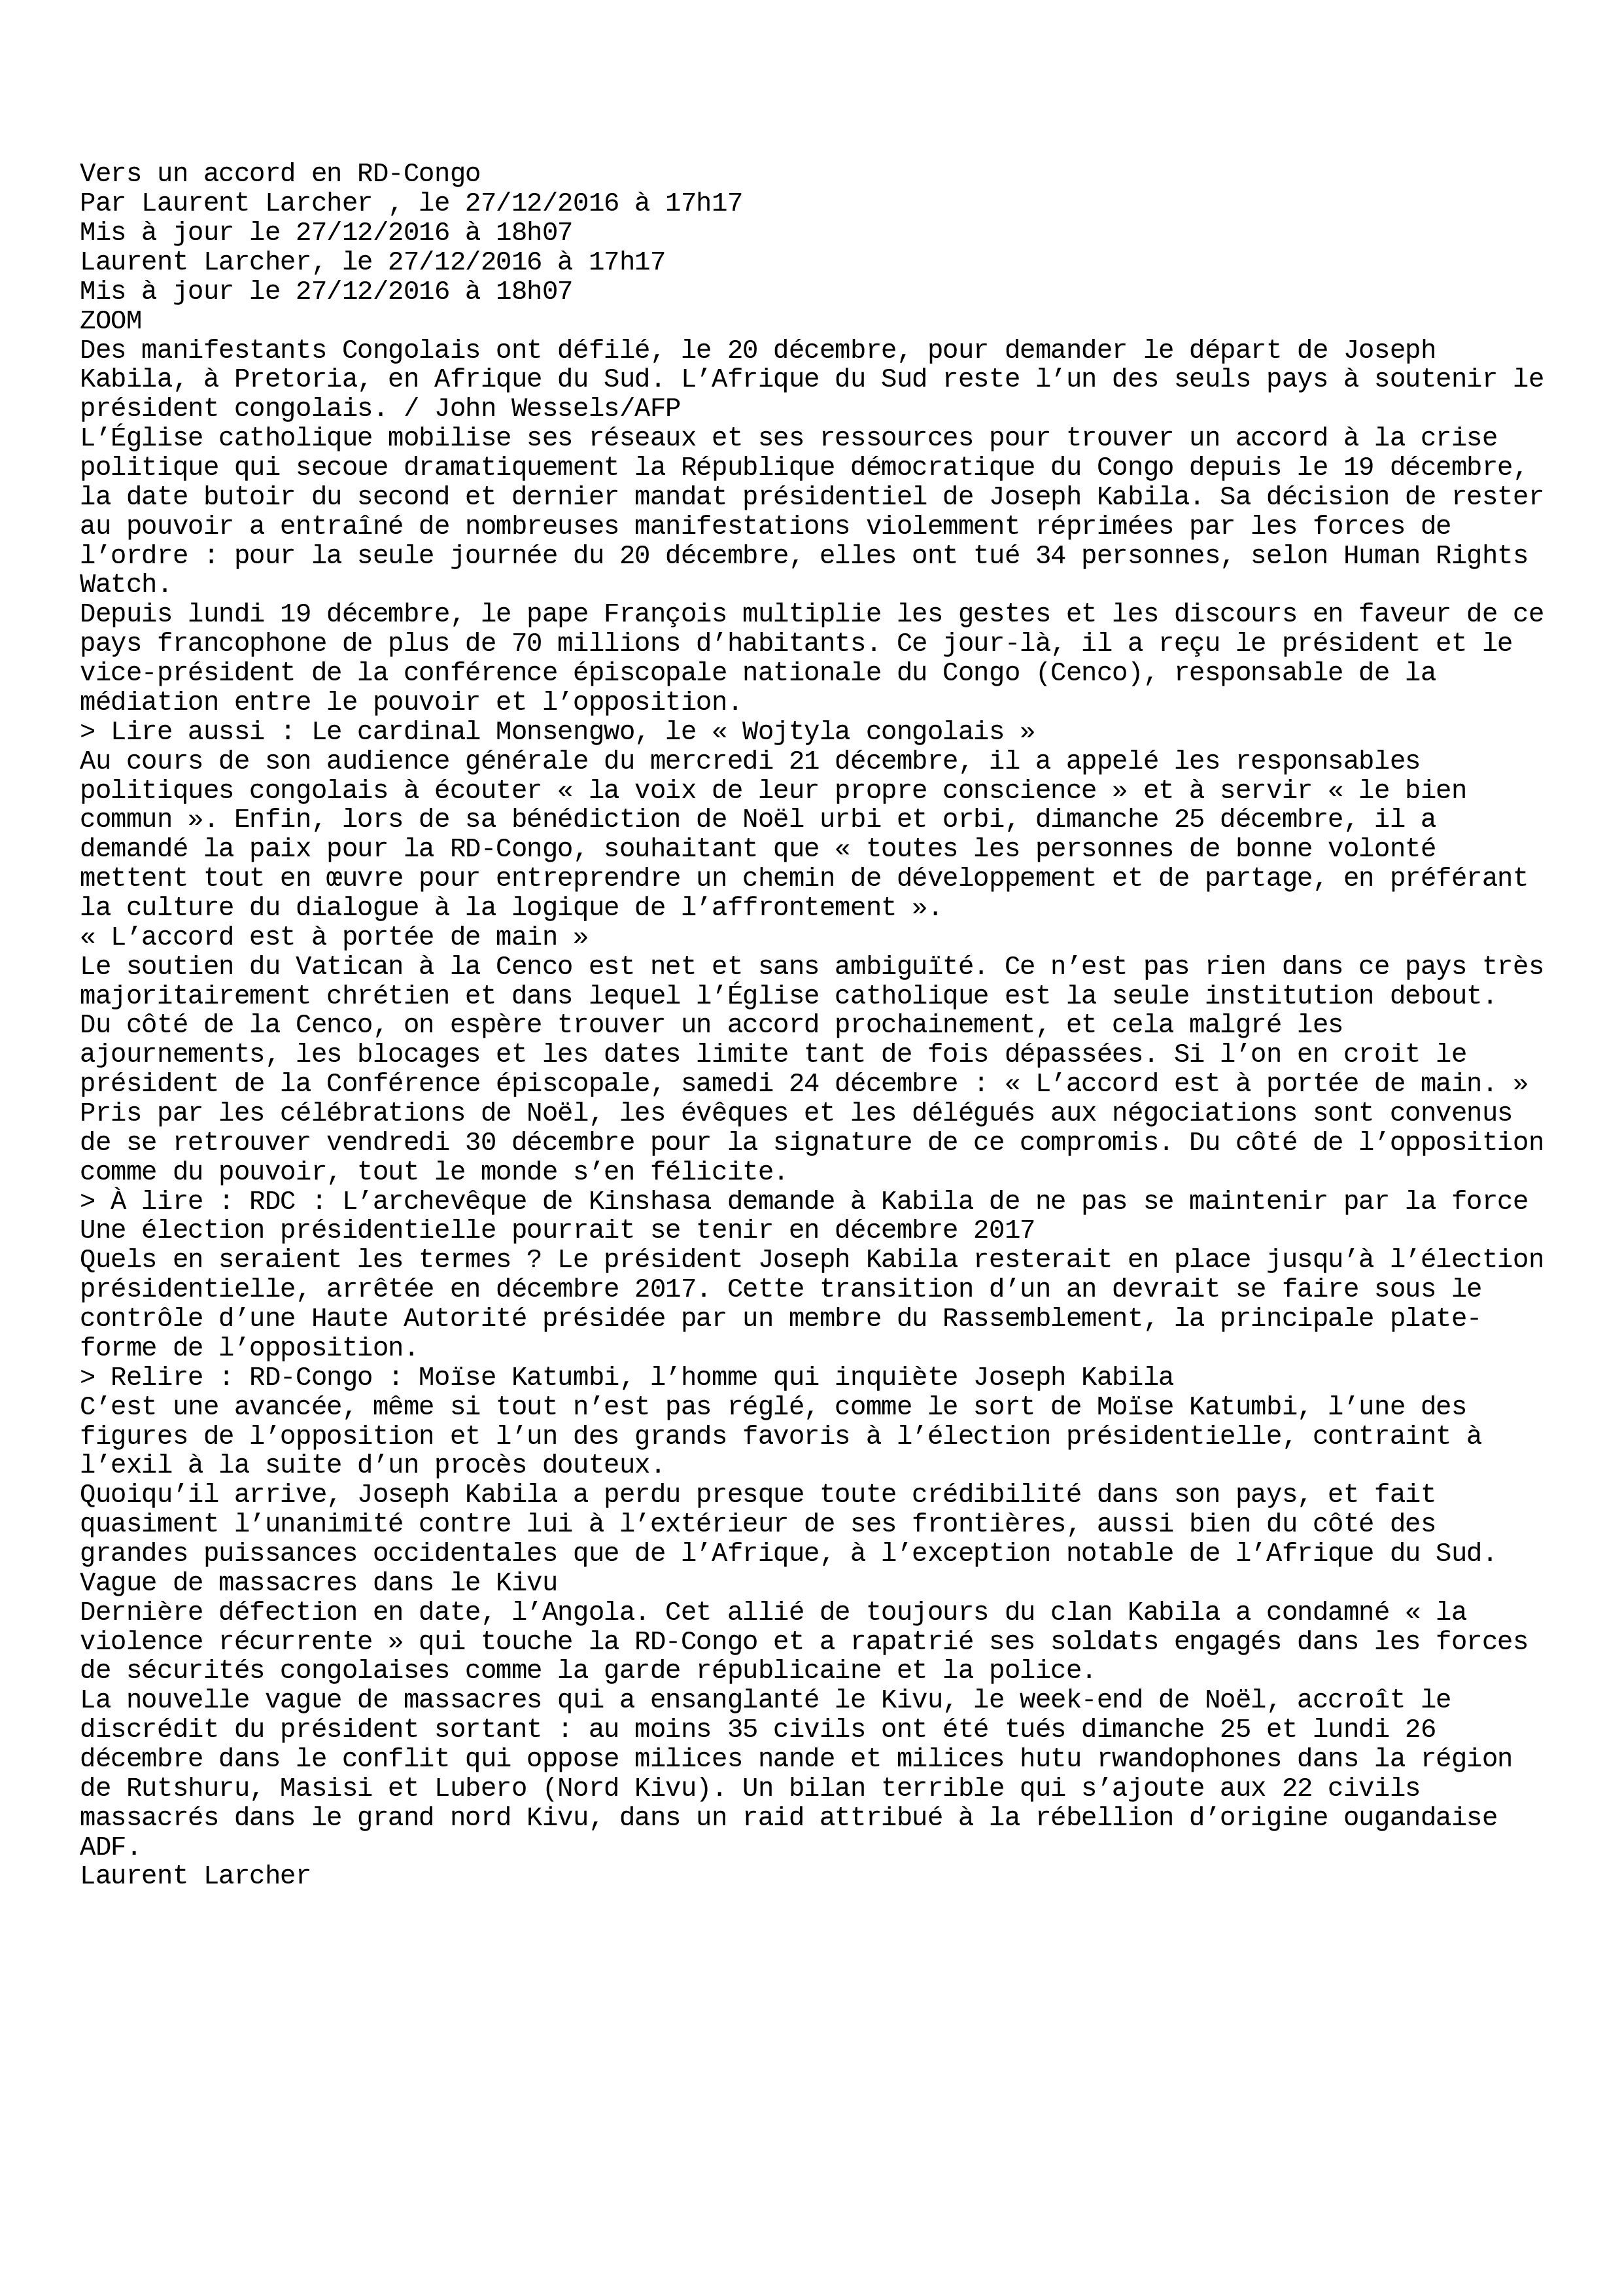 Vers un accord en RD-Congo
Par Laurent Larcher , le 27/12/2016 à 17h17
Mis à jour le 27/12/2016 à 18h07
Laurent Larcher, le 27/12/2016 à 17h17
Mis à jour le 27/12/2016 à 18h07
ZOOM
Des manifestants Congolais ont défilé, le 20 décembre, pour demander le départ de Joseph
Kabila, à Pretoria, en Afrique du Sud. L’Afrique du Sud reste l’un des seuls pays à soutenir le
président congolais. / John Wessels/AFP
L’Église catholique mobilise ses réseaux et ses ressources pour trouver un accord à la crise
politique qui secoue dramatiquement la République démocratique du Congo depuis le 19 décembre,
la date butoir du second et dernier mandat présidentiel de Joseph Kabila. Sa décision de rester
au pouvoir a entraîné de nombreuses manifestations violemment réprimées par les forces de
l’ordre : pour la seule journée du 20 décembre, elles ont tué 34 personnes, selon Human Rights
Watch.
Depuis lundi 19 décembre, le pape François multiplie les gestes et les discours en faveur de ce
pays francophone de plus de 70 millions d’habitants. Ce jour-là, il a reçu le président et le
vice-président de la conférence épiscopale nationale du Congo (Cenco), responsable de la
médiation entre le pouvoir et l’opposition.
> Lire aussi : Le cardinal Monsengwo, le « Wojtyla congolais »
Au cours de son audience générale du mercredi 21 décembre, il a appelé les responsables
politiques congolais à écouter « la voix de leur propre conscience » et à servir « le bien
commun ». Enfin, lors de sa bénédiction de Noël urbi et orbi, dimanche 25 décembre, il a
demandé la paix pour la RD-Congo, souhaitant que « toutes les personnes de bonne volonté
mettent tout en œuvre pour entreprendre un chemin de développement et de partage, en préférant
la culture du dialogue à la logique de l’affrontement ».
« L’accord est à portée de main »
Le soutien du Vatican à la Cenco est net et sans ambiguïté. Ce n’est pas rien dans ce pays très
majoritairement chrétien et dans lequel l’Église catholique est la seule institution debout.
Du côté de la Cenco, on espère trouver un accord prochainement, et cela malgré les
ajournements, les blocages et les dates limite tant de fois dépassées. Si l’on en croit le
président de la Conférence épiscopale, samedi 24 décembre : « L’accord est à portée de main. »
Pris par les célébrations de Noël, les évêques et les délégués aux négociations sont convenus
de se retrouver vendredi 30 décembre pour la signature de ce compromis. Du côté de l’opposition
comme du pouvoir, tout le monde s’en félicite.
> À lire : RDC : L’archevêque de Kinshasa demande à Kabila de ne pas se maintenir par la force
Une élection présidentielle pourrait se tenir en décembre 2017
Quels en seraient les termes ? Le président Joseph Kabila resterait en place jusqu’à l’élection
présidentielle, arrêtée en décembre 2017. Cette transition d’un an devrait se faire sous le
contrôle d’une Haute Autorité présidée par un membre du Rassemblement, la principale plate-
forme de l’opposition.
> Relire : RD-Congo : Moïse Katumbi, l’homme qui inquiète Joseph Kabila
C’est une avancée, même si tout n’est pas réglé, comme le sort de Moïse Katumbi, l’une des
figures de l’opposition et l’un des grands favoris à l’élection présidentielle, contraint à
l’exil à la suite d’un procès douteux.
Quoiqu’il arrive, Joseph Kabila a perdu presque toute crédibilité dans son pays, et fait
quasiment l’unanimité contre lui à l’extérieur de ses frontières, aussi bien du côté des
grandes puissances occidentales que de l’Afrique, à l’exception notable de l’Afrique du Sud.
Vague de massacres dans le Kivu
Dernière défection en date, l’Angola. Cet allié de toujours du clan Kabila a condamné « la
violence récurrente » qui touche la RD-Congo et a rapatrié ses soldats engagés dans les forces
de sécurités congolaises comme la garde républicaine et la police.
La nouvelle vague de massacres qui a ensanglanté le Kivu, le week-end de Noël, accroît le
discrédit du président sortant : au moins 35 civils ont été tués dimanche 25 et lundi 26
décembre dans le conflit qui oppose milices nande et milices hutu rwandophones dans la région
de Rutshuru, Masisi et Lubero (Nord Kivu). Un bilan terrible qui s’ajoute aux 22 civils
massacrés dans le grand nord Kivu, dans un raid attribué à la rébellion d’origine ougandaise
ADF.
Laurent Larcher